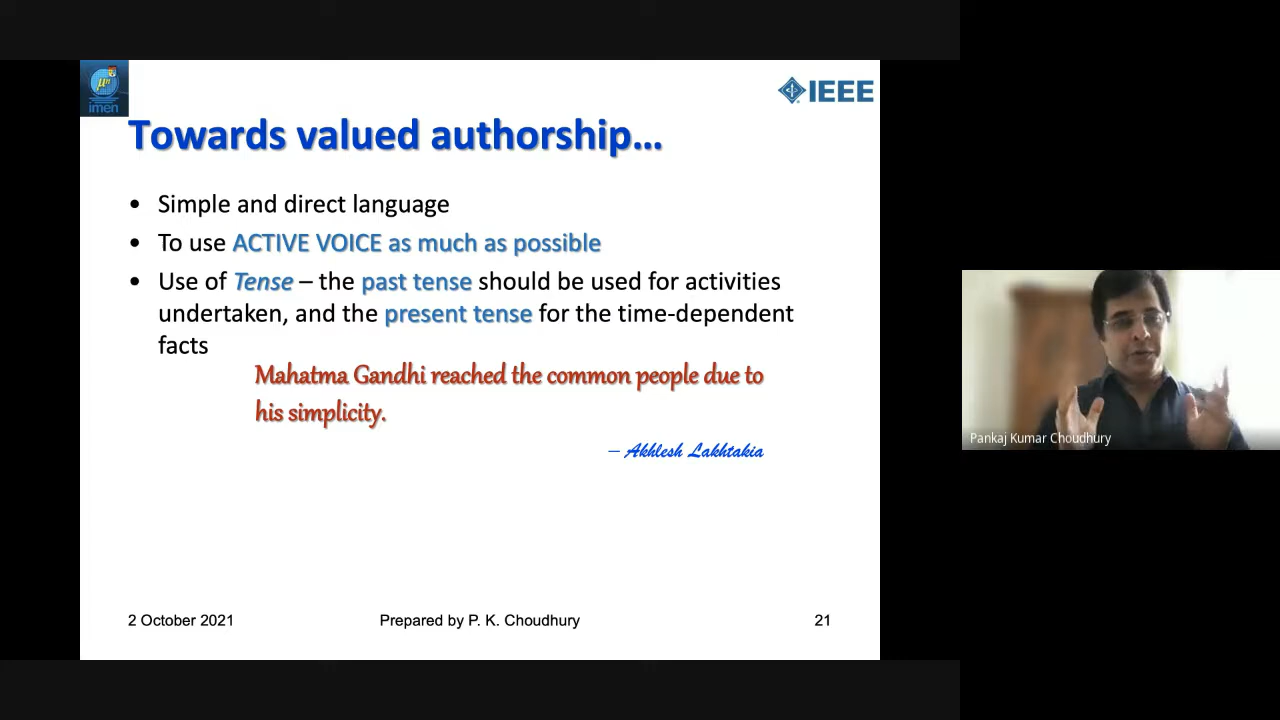 µη
imen
IEEE
Towards valued authorship...
• Simple and direct language
• To use ACTIVE VOICE as much as possible
• Use of Tense – the past tense should be used for activities
undertaken, and the present tense for the time-dependent
facts
Mahatma Gandhi reached the common people due to
his simplicity.
– Akhlesh Lakhtakia
Pankaj Kumar Choudhury
2 October 2021 Prepared by P. K. Choudhury 21